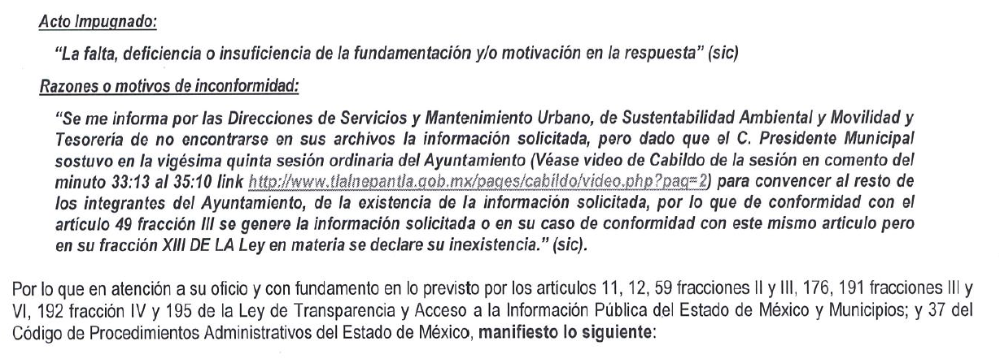 Acto Impugnado:
“La falta, deficiencia o insuficiencia de la fundamentación y/o motivación en la respuesta” (sic)
Razones o motivos de inconformidad:
“Se me informa por las Direcciones de Servicios y Mantenimiento Urbano, de Sustentabilidad Ambiental y Movilidad y
Tesorería de no encontrarse en sus archivos la información solicitada, pero dado que el C. Presidente Municipal
sostuvo en la vigésima quinta sesión ordinaria del Ayuntamiento (Véase video de Cabildo de la sesión en comento del
minuto 33:13 al 35:10 link http://www.tlalnepantla.gob.mx/pages/cabildo/video.php?pag=2) para convencer al resto de
los integrantes del Ayuntamiento, de la existencia de la información solicitada, por lo que de conformidad con el
artículo 49 fracción III se genere la información solicitada o en su caso de conformidad con este mismo articulo pero
en su fracción XIII DE LA Ley en materia se declare su inexistencia.” (sic).
Por lo que en atención a su oficio y con fundamento en lo previsto por los artículos 11, 12, 59 fracciones II y III, 176, 191 fracciones III y
VI, 192 fracción IV y 195 de la Ley de Transparencia y Acceso a la Información Pública del Estado de México y Municipios; y 37 del
Código de Procedimientos Administrativos del Estado de México, manifiesto lo siguiente: